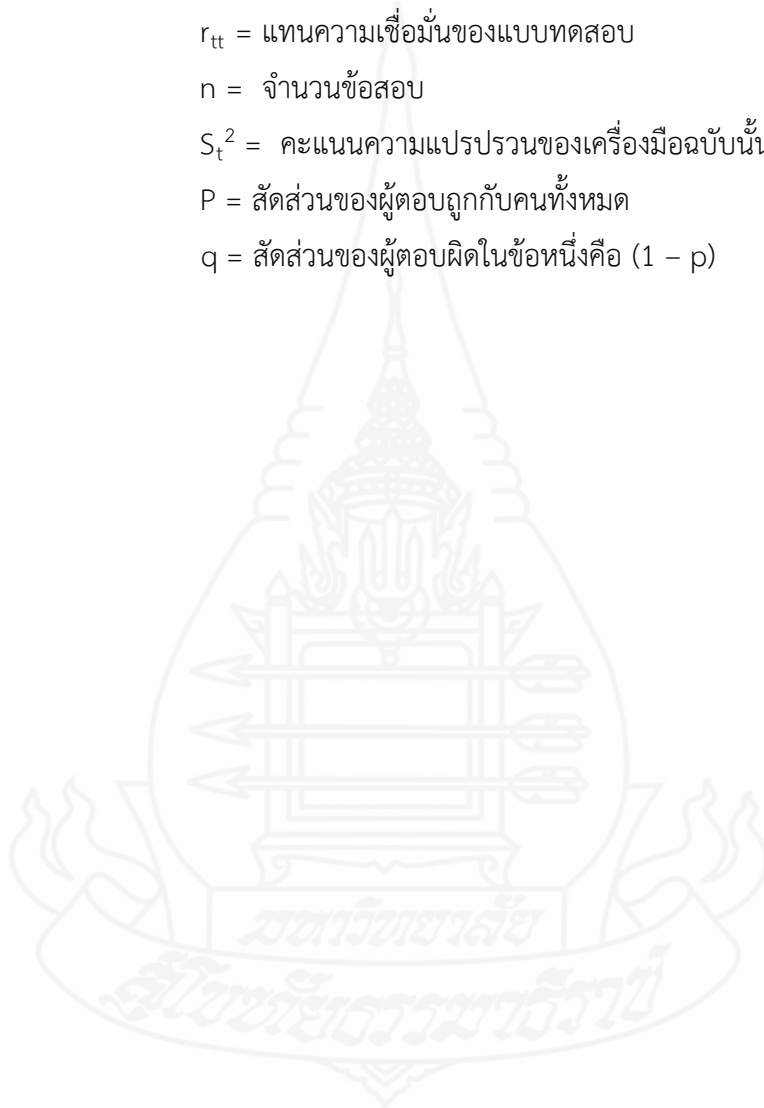 r_tt = แทนความเชื่อมั่นของแบบทดสอบ
n = จำนวนข้อสอบ
S_t² = คะแนนความแปรปรวนของเครื่องมือฉบับนั้น
P = สัดส่วนของผู้ตอบถูกกับคนทั้งหมด
q = สัดส่วนของผู้ตอบผิดในข้อหนึ่งคือ (1 – p)
มหาวิทยาลัย
สุโขทัยธรรมาธิราช